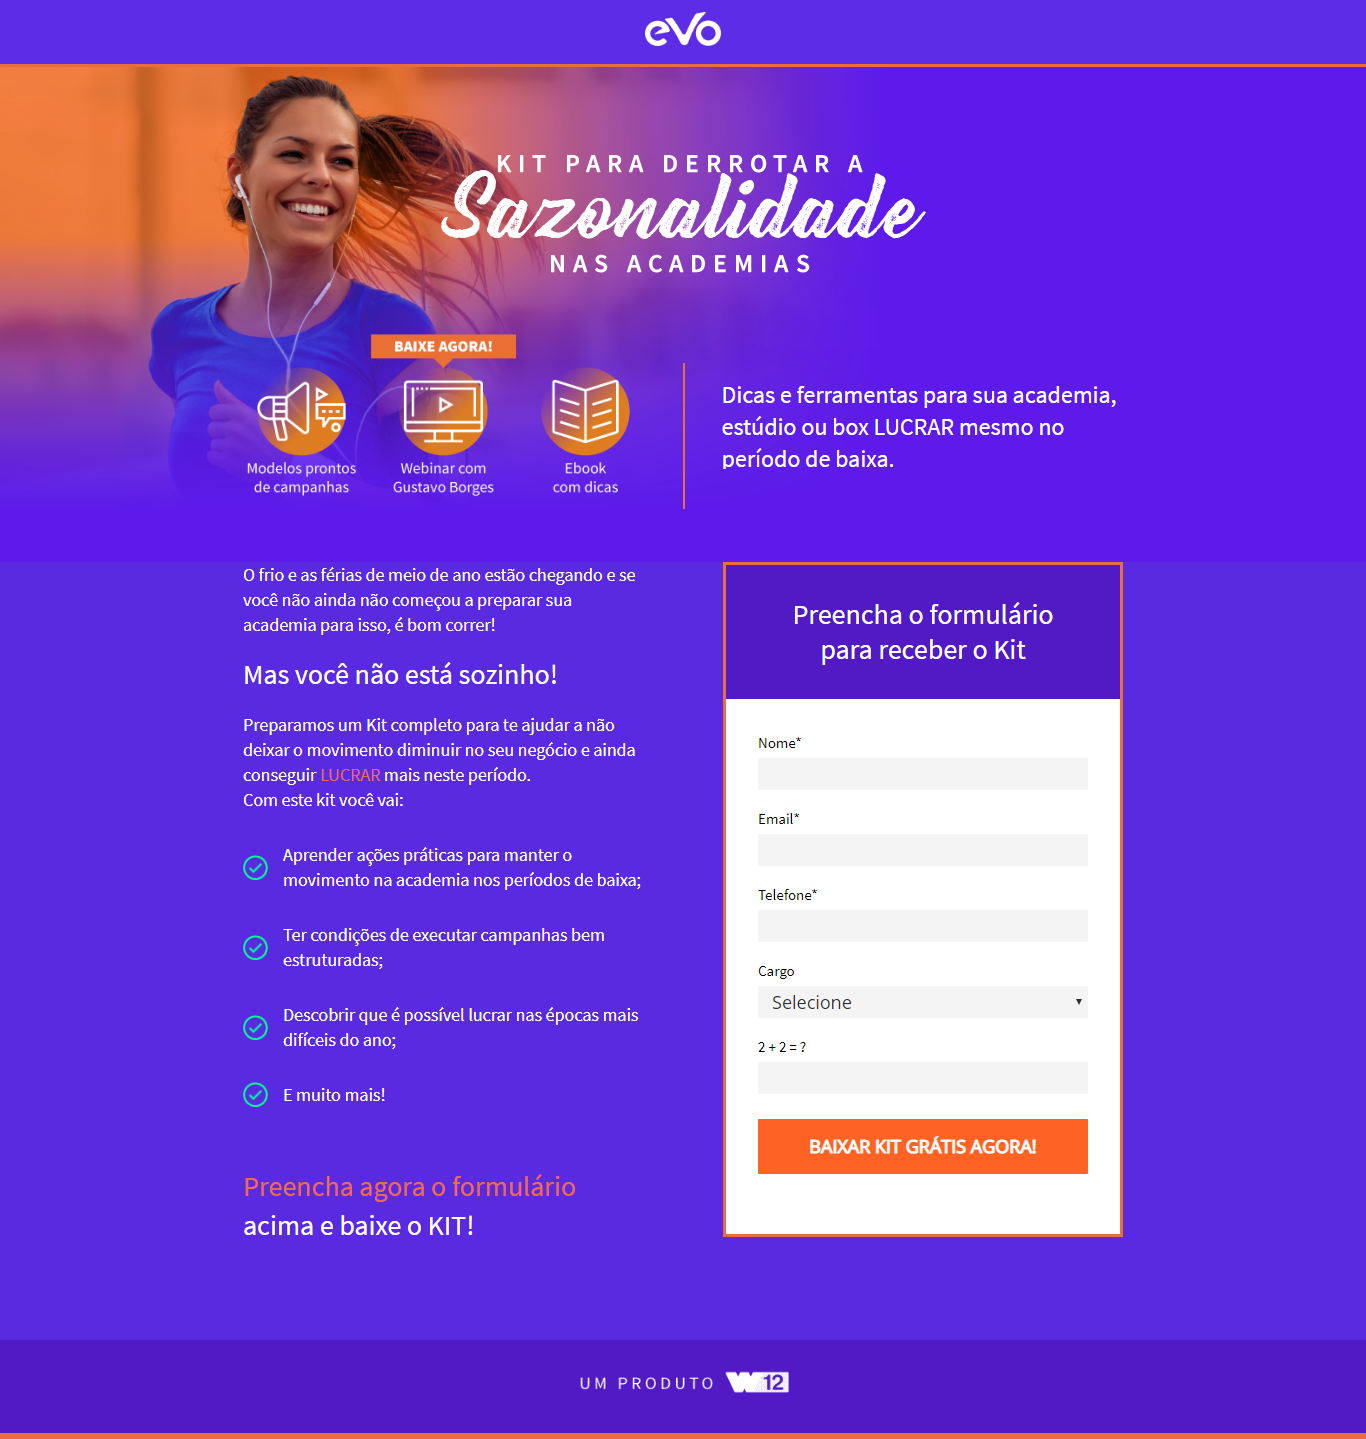 evo
KIT PARA DERROTAR A
Sazonalidade
NAS ACADEMIAS
BAIXE AGORA!
Modelos prontos
de campanhas
Webinar com
Gustavo Borges
Ebook
com dicas
Dicas e ferramentas para sua academia,
estúdio ou box LUCRAR mesmo no
período de baixa.
O frio e as férias de meio de ano estão chegando e se
você não ainda não começou a preparar sua
academia para isso, é bom correr!
Mas você não está sozinho!
Preparamos um Kit completo para te ajudar a não
deixar o movimento diminuir no seu negócio e ainda
conseguir LUCRAR mais neste período.
Com este kit você vai:
Aprender ações práticas para manter o
movimento na academia nos períodos de baixa;
Ter condições de executar campanhas bem
estruturadas;
Descobrir que é possível lucrar nas épocas mais
difíceis do ano;
E muito mais!
Preencha agora o formulário
acima e baixe o KIT!
Preencha o formulário
para receber o Kit
Nome*
Email*
Telefone*
Cargo
Selecione
2 + 2 = ?
BAIXAR KIT GRÁTIS AGORA!
UM PRODUTO W12